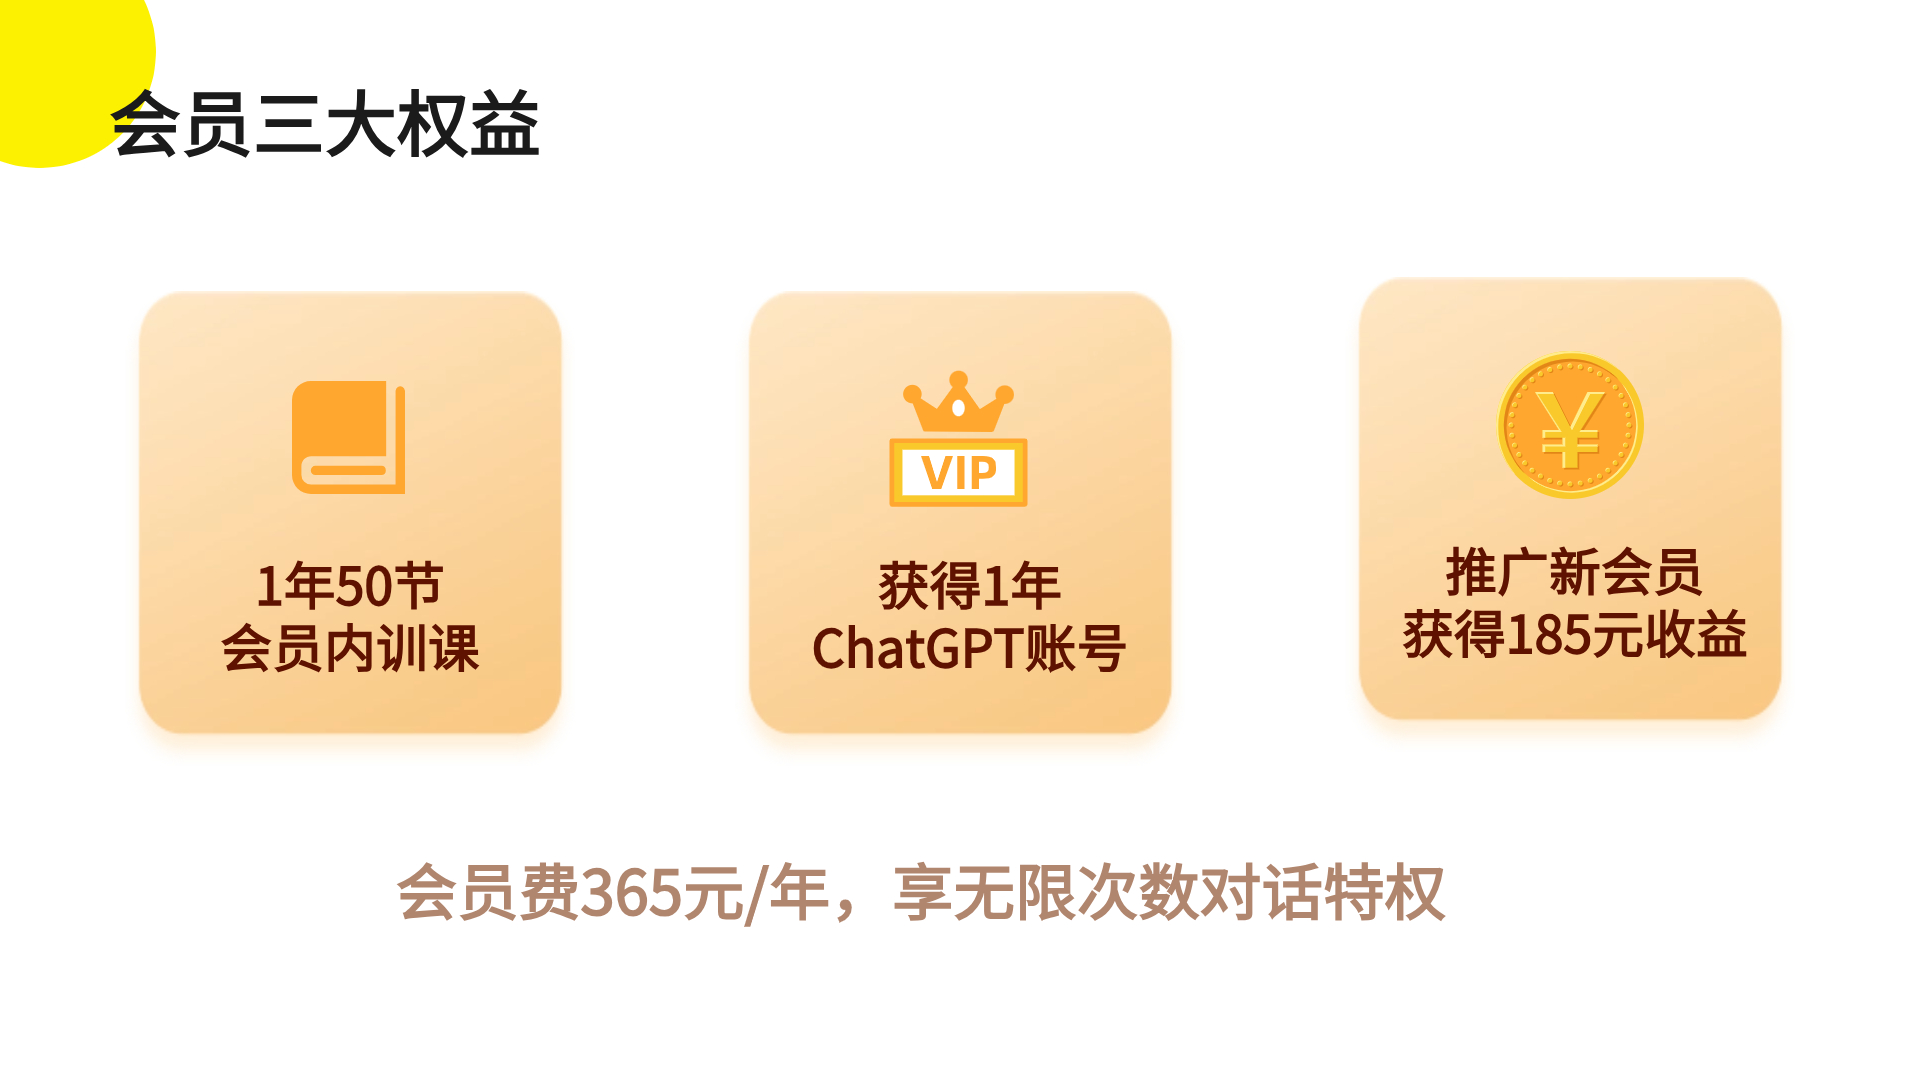 会员三大权益
1年50节
会员内训课
VIP
获得1年
ChatGPT账号
¥
推广新会员
获得185元收益
会员费365元/年，享无限次数对话特权